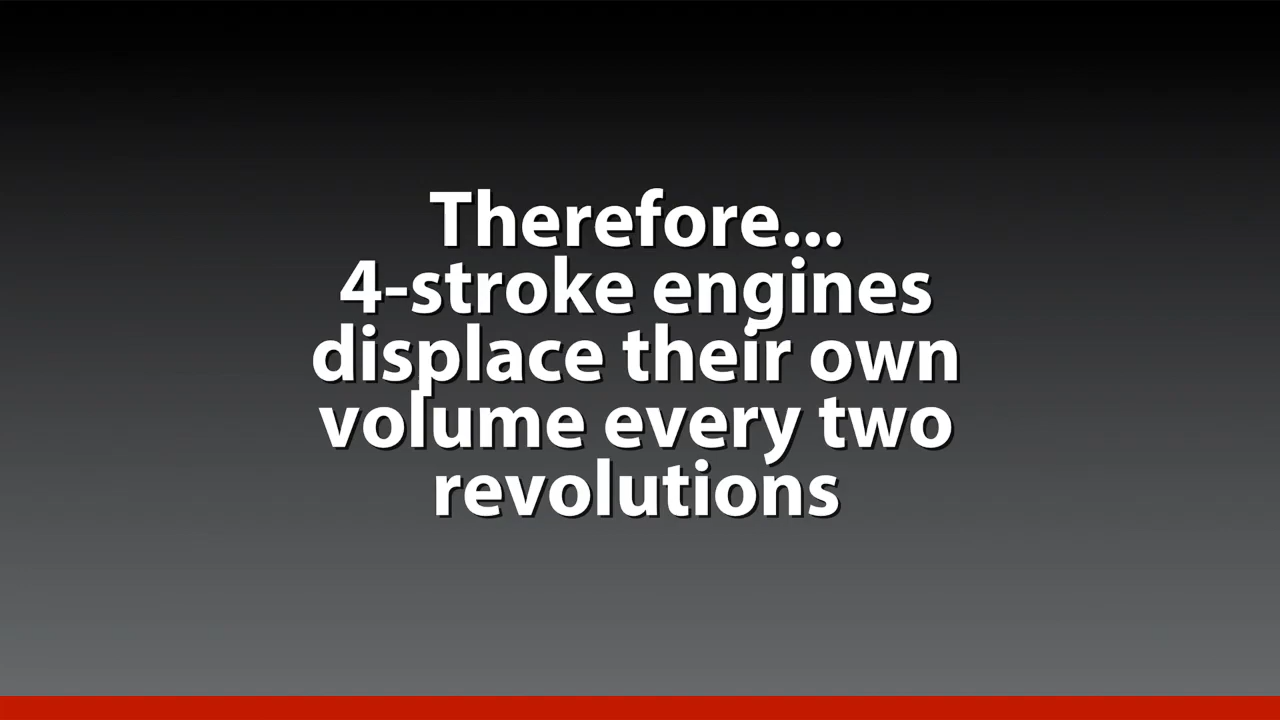 Therefore...
4-stroke engines
displace their own
volume every two
revolutions